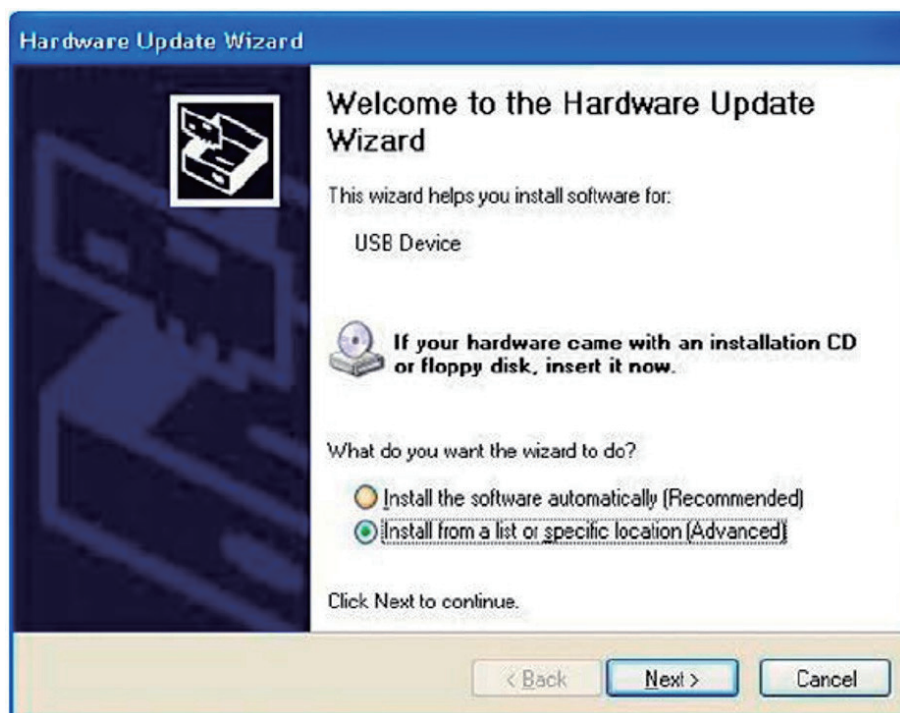 Hardware Update Wizard
Welcome to the Hardware Update
Wizard
This wizard helps you install software for:
USB Device
If your hardware came with an installation CD
or floppy disk, insert it now.
What do you want the wizard to do?
Install the software automatically (Recommended)
Install from a list or specific location (Advanced)
Click Next to continue.
< Back Next > Cancel